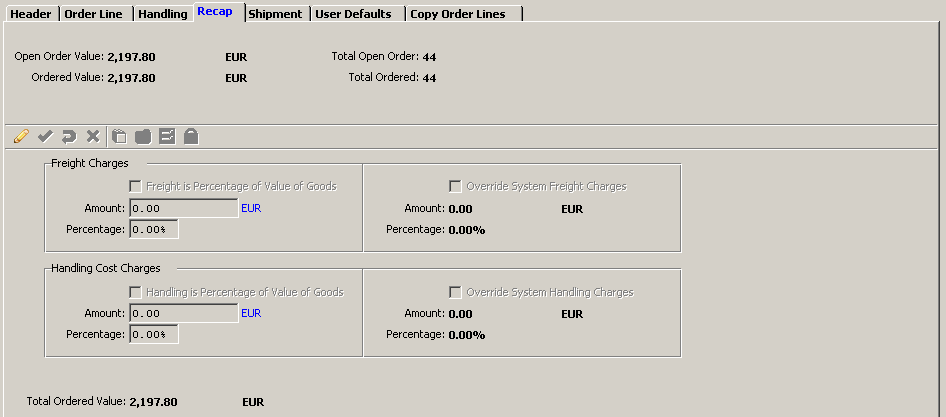 Header Order Line Handling Recap Shipment User Defaults Copy Order Lines
Open Order Value: 2,197.80 EUR Total Open Order: 44
Ordered Value: 2,197.80 EUR Total Ordered: 44
Freight Charges
Freight is Percentage of Value of Goods Override System Freight Charges
Amount: 0.00 EUR Amount: 0.00 EUR
Percentage: 0.00% Percentage: 0.00%
Handling Cost Charges
Handling is Percentage of Value of Goods Override System Handling Charges
Amount: 0.00 EUR Amount: 0.00 EUR
Percentage: 0.00% Percentage: 0.00%
Total Ordered Value: 2,197.80 EUR